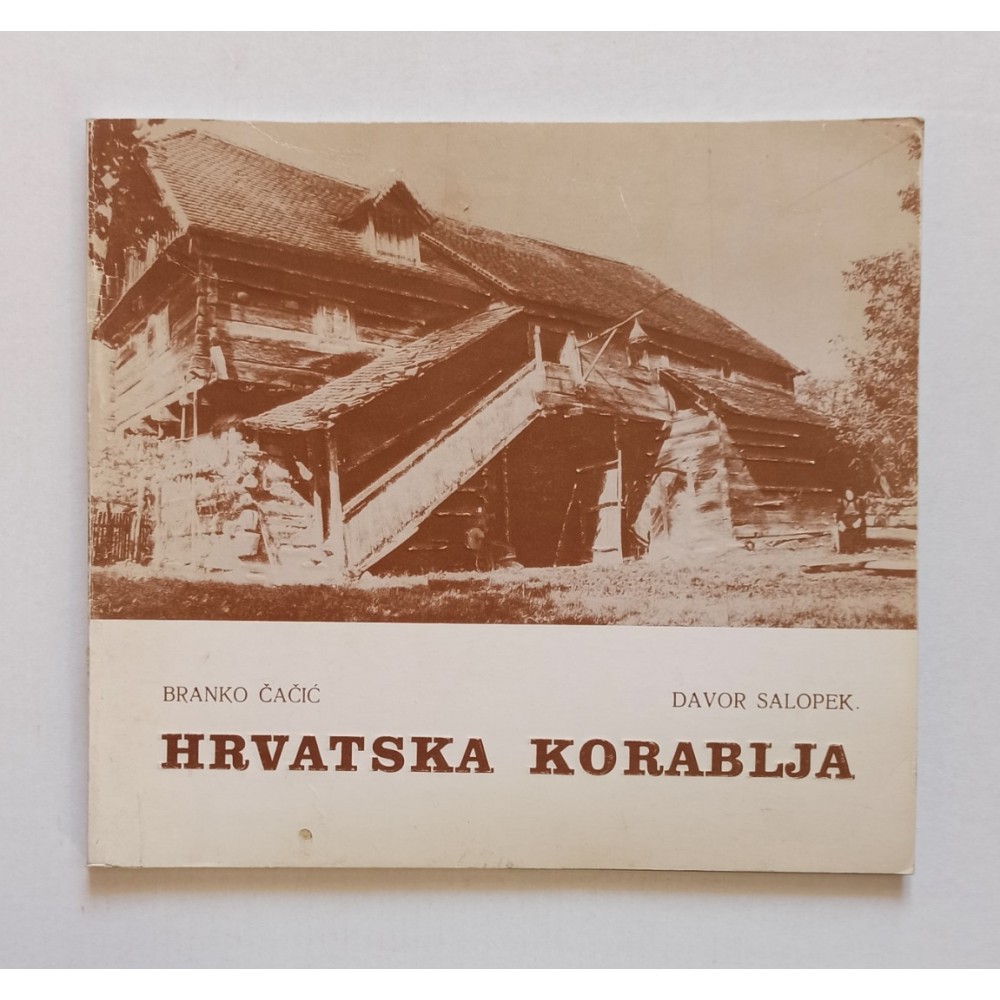 BRANKO ČAČIĆ
DAVOR SALOPEK.
HRVATSKA KORABLJA